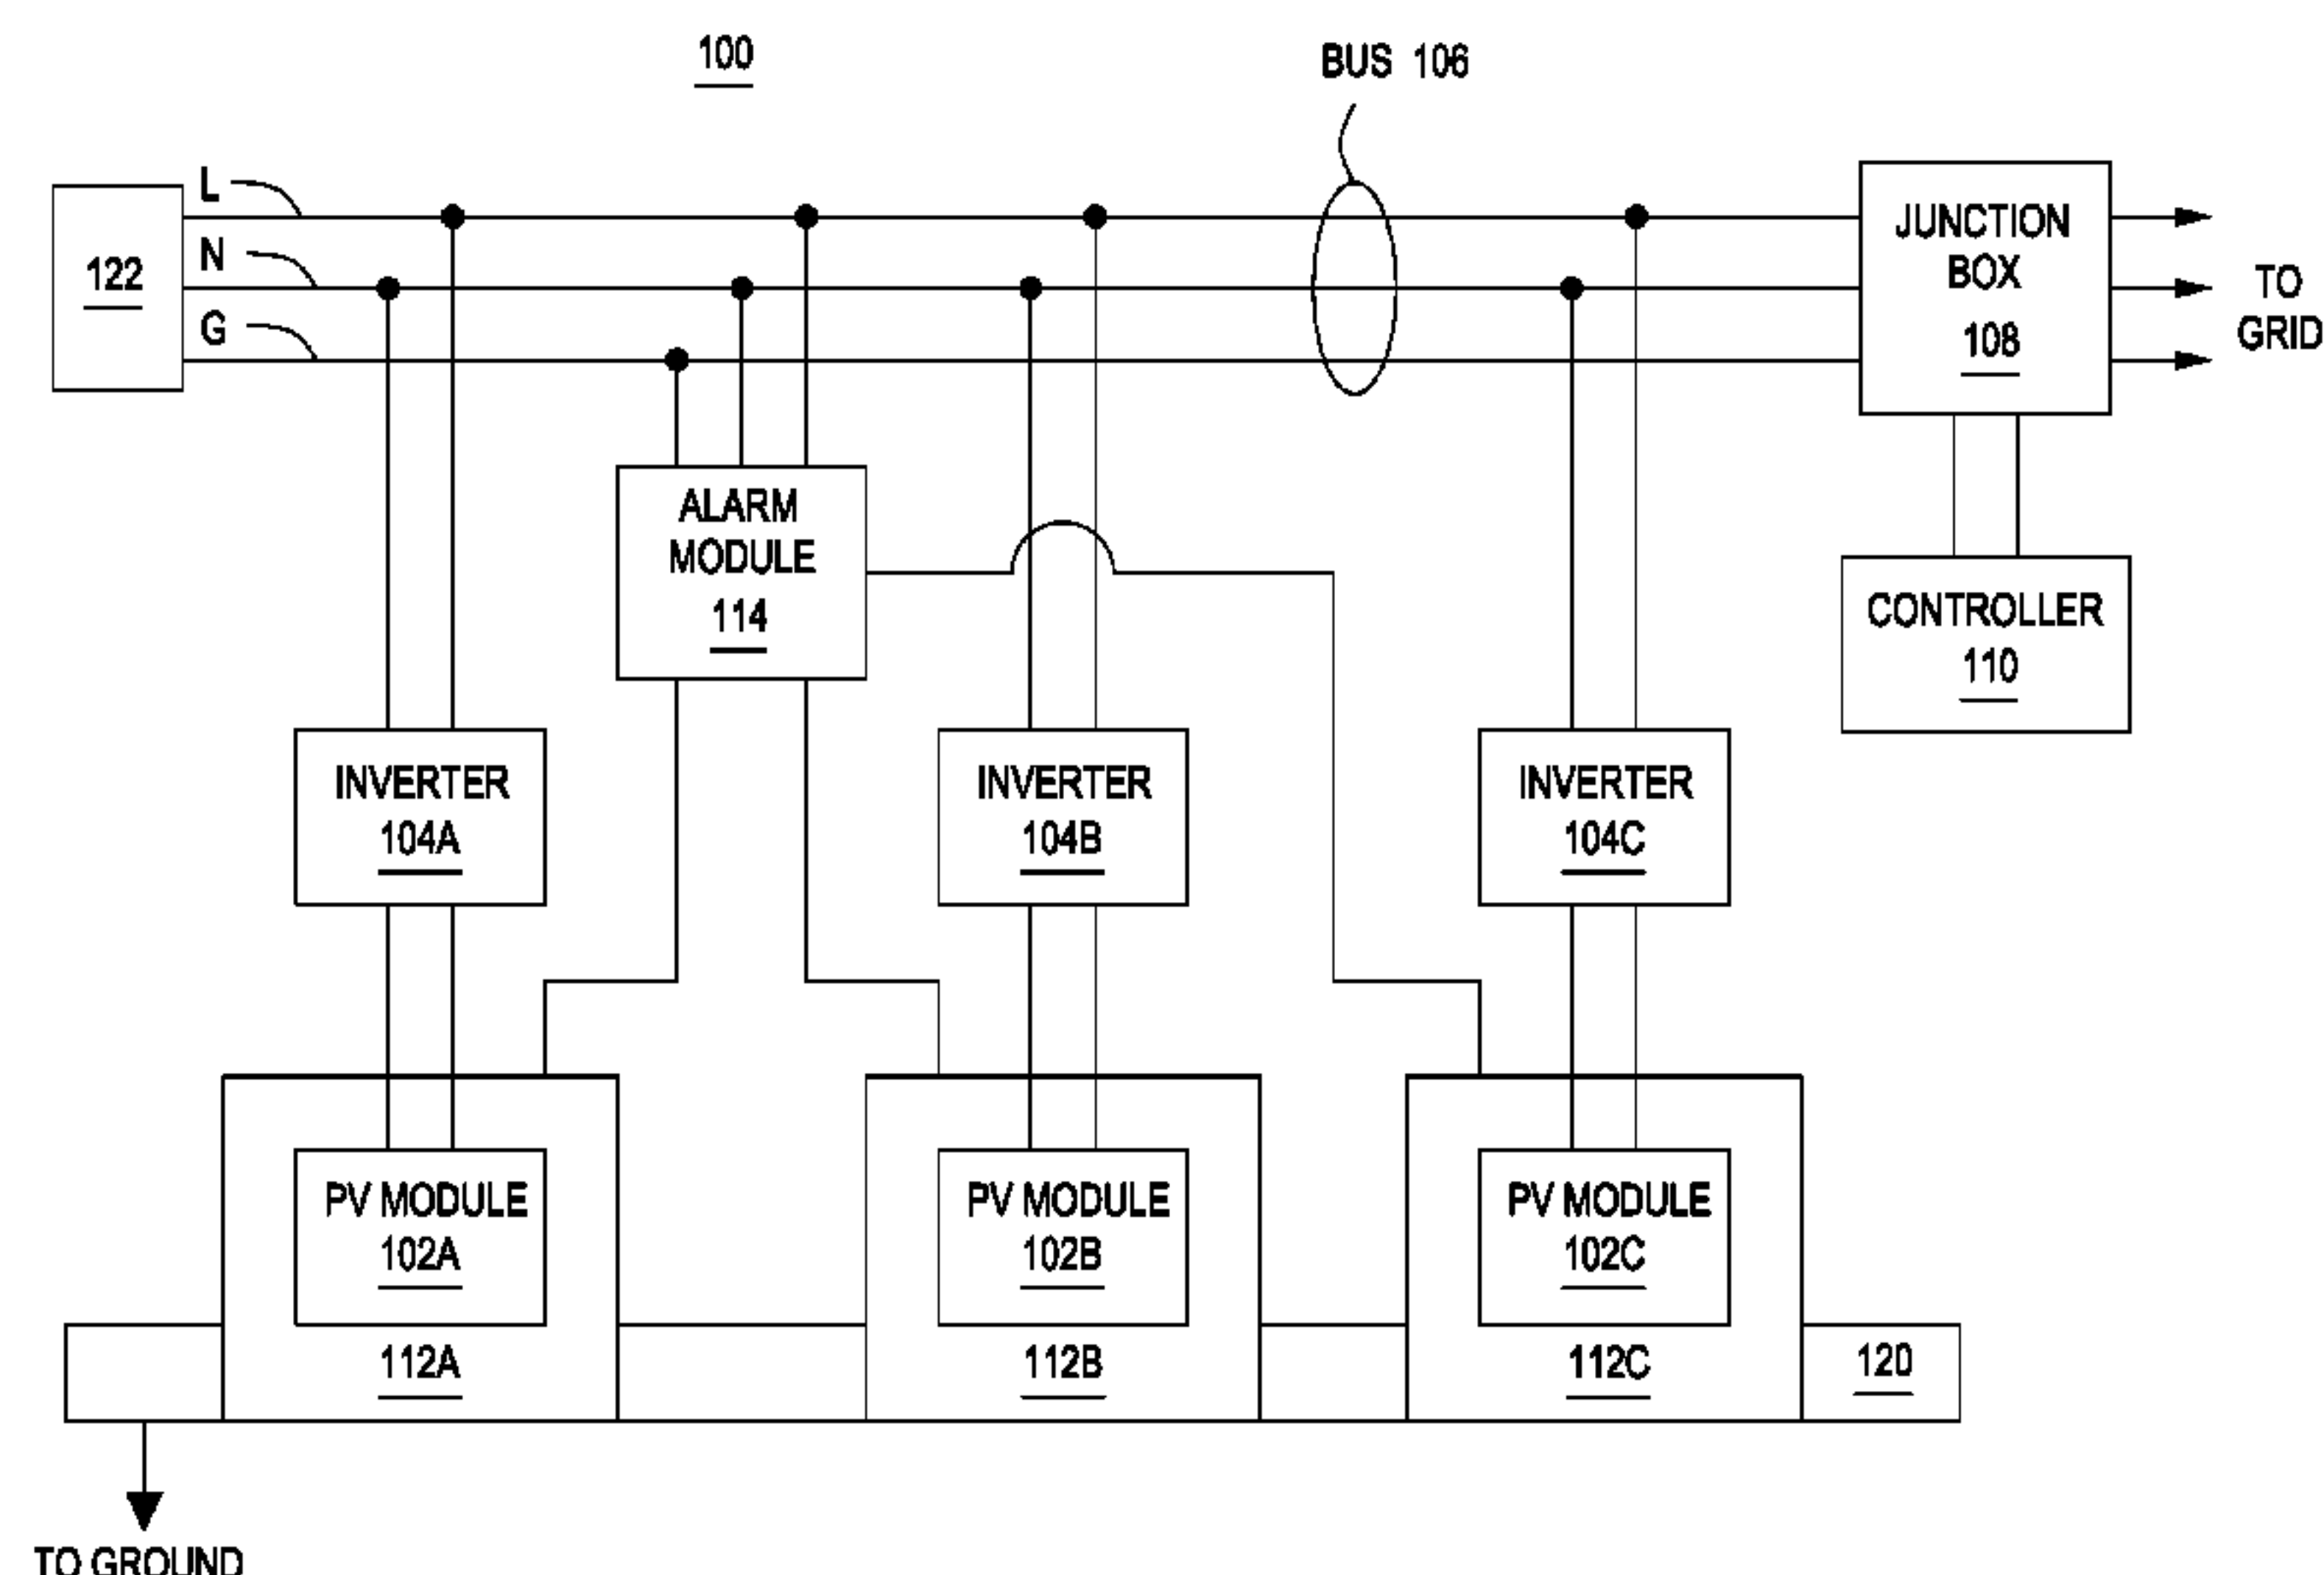 100
BUS 106
L
N
G
122
JUNCTION
BOX
108
TO
GRID
ALARM
MODULE
114
CONTROLLER
110
INVERTER
104A
INVERTER
104B
INVERTER
104C
PV MODULE
102A
PV MODULE
102B
PV MODULE
102C
112A
112B
112C
120
TO GROUND